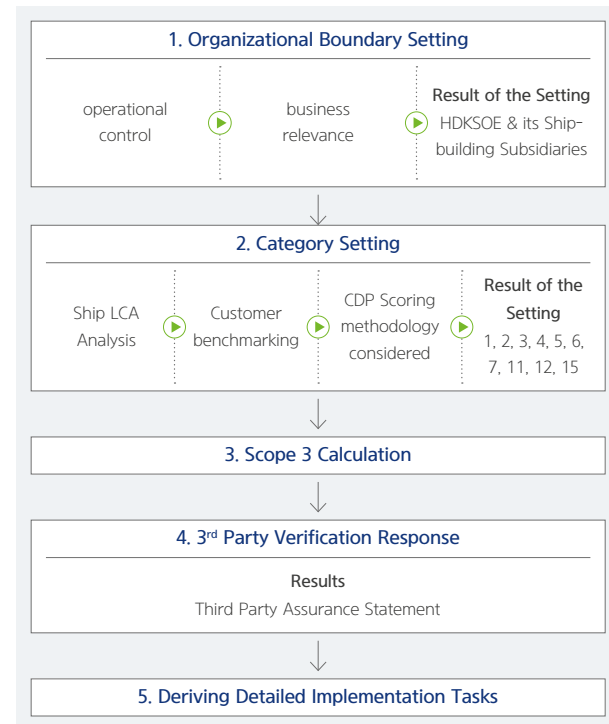 1. Organizational Boundary Setting
operational
control
business
relevance
Result of the Setting
HDKSOE & its Ship-
building Subsidiaries
2. Category Setting
Ship LCA
Analysis
Customer
benchmarking
CDP Scoring
methodology
considered
Result of the
Setting
1, 2, 3, 4, 5, 6,
7, 11, 12, 15
3. Scope 3 Calculation
4. 3rd Party Verification Response
Results
Third Party Assurance Statement
5. Deriving Detailed Implementation Tasks